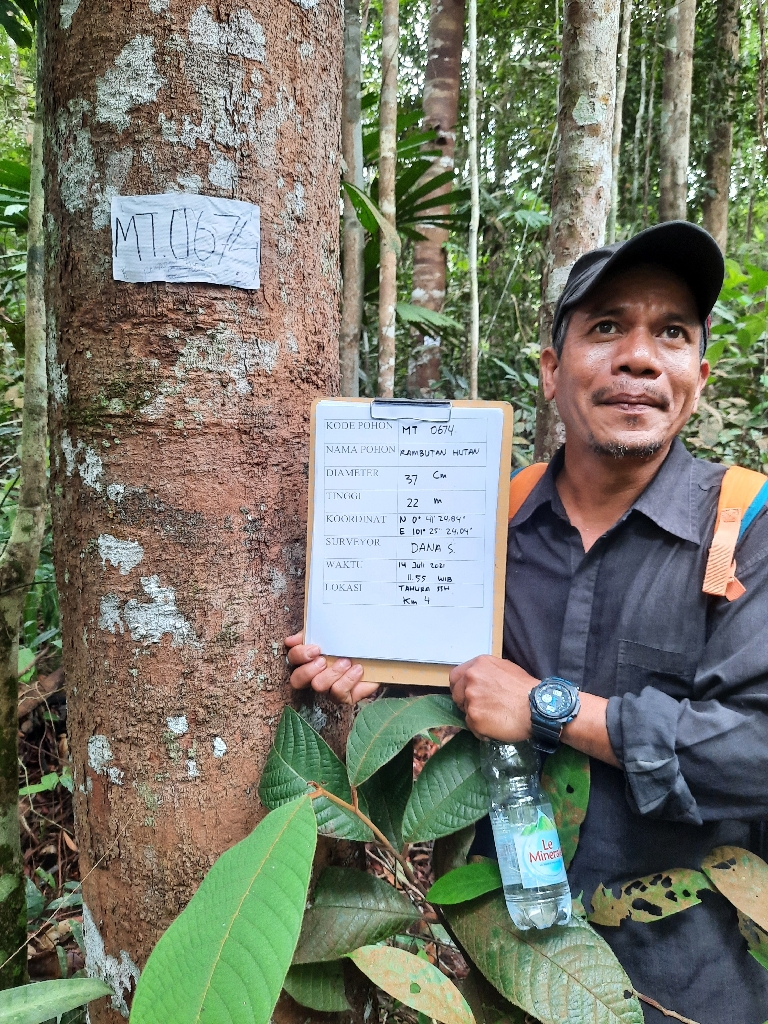 MT.0674
KODE POHON MT 0674
NAMA POHON RAMBUTAN HUTAN
DIAMETER 37 Cm
TINGGI 22 m
KOORDINAT N 0° 41' 20.84"
E 101° 25' 24.04"
SURVEYOR DANA S.
WAKTU 14 Juli 2021
11.55 WIB
LOKASI TAHURA SSH
Km 4
Le
Minerale